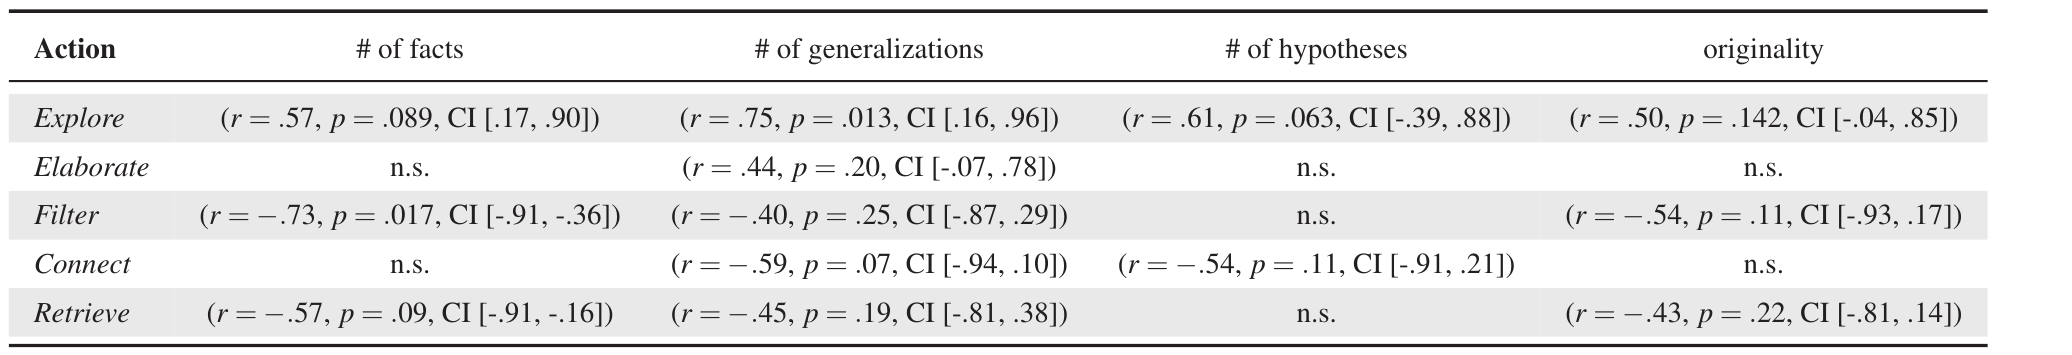 Action # of facts # of generalizations # of hypotheses originality
Explore (r = .57, p = .089, CI [.17, .90]) (r = .75, p = .013, CI [.16, .96]) (r = .61, p = .063, CI [-.39, .88]) (r = .50, p = .142, CI [-.04, .85])
Elaborate n.s. (r = .44, p = .20, CI [-.07, .78]) n.s. n.s.
Filter (r = −.73, p = .017, CI [-.91, -.36]) (r = −.40, p = .25, CI [-.87, .29]) n.s. (r = −.54, p = .11, CI [-.93, .17])
Connect n.s. (r = −.59, p = .07, CI [-.94, .10]) (r = −.54, p = .11, CI [-.91, .21]) n.s.
Retrieve (r = −.57, p = .09, CI [-.91, -.16]) (r = −.45, p = .19, CI [-.81, .38]) n.s. (r = −.43, p = .22, CI [-.81, .14])